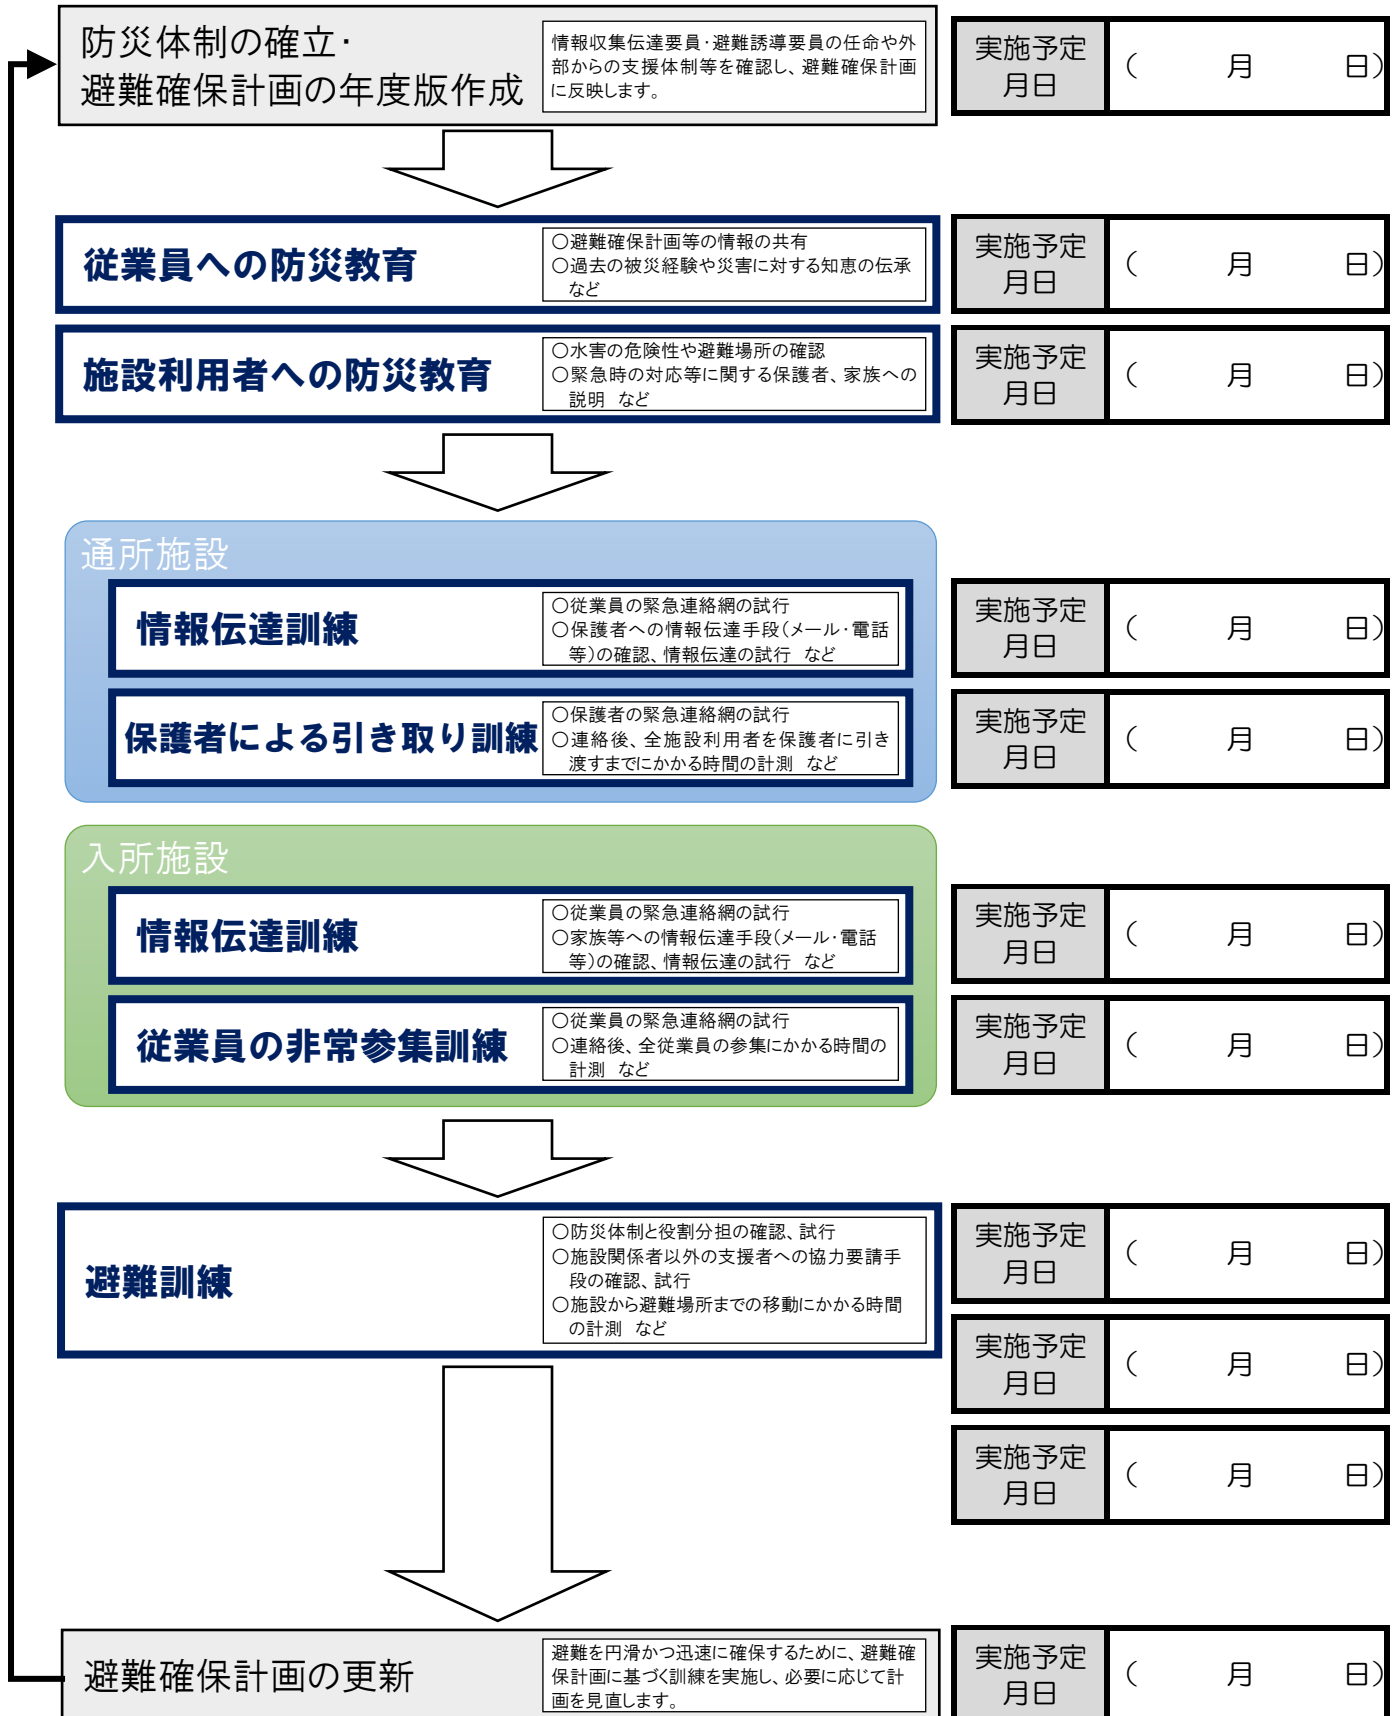 防災体制の確立・
避難確保計画の年度版作成
情報収集伝達要員・避難誘導要員の任命や外
部からの支援体制等を確認し、避難確保計画
に反映します。
実施予定
月日
（　月　日）
従業員への防災教育
○避難確保計画等の情報の共有
○過去の被災経験や災害に対する知恵の伝承
など
実施予定
月日
（　月　日）
施設利用者への防災教育
○水害の危険性や避難場所の確認
○緊急時の対応等に関する保護者、家族への
説明　など
実施予定
月日
（　月　日）
通所施設
情報伝達訓練
○従業員の緊急連絡網の試行
○保護者への情報伝達手段（メール・電話
等）の確認、情報伝達の試行　など
実施予定
月日
（　月　日）
保護者による引き取り訓練
○保護者の緊急連絡網の試行
○連絡後、全施設利用者を保護者に引き
渡すまでにかかる時間の計測　など
実施予定
月日
（　月　日）
入所施設
情報伝達訓練
○従業員の緊急連絡網の試行
○家族等への情報伝達手段（メール・電話
等）の確認、情報伝達の試行　など
実施予定
月日
（　月　日）
従業員の非常参集訓練
○従業員の緊急連絡網の試行
○連絡後、全従業員の参集にかかる時間の
計測　など
実施予定
月日
（　月　日）
避難訓練
○防災体制と役割分担の確認、試行
○施設関係者以外の支援者への協力要請手
段の確認、試行
○施設から避難場所までの移動にかかる時間
の計測　など
実施予定
月日
（　月　日）
実施予定
月日
（　月　日）
実施予定
月日
（　月　日）
避難確保計画の更新
避難を円滑かつ迅速に確保するために、避難確
保計画に基づく訓練を実施し、必要に応じて計
画を見直します。
実施予定
月日
（　月　日）